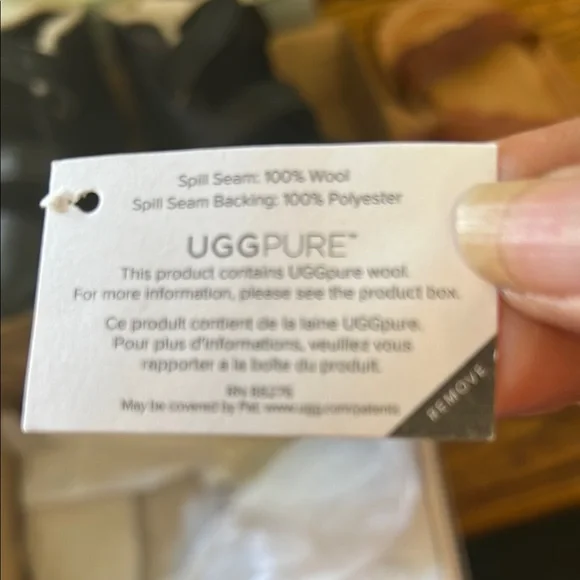 Spill Seam: 100% Wool
Spill Seam Backing: 100% Polyester
UGGPURE™
This product contains UGGpure wool.
For more information, please see the product box.
Ce produit contient de la laine UGGpure.
Pour plus d'informations, veuillez vous
rapporter à la boîte du produit.
RN 88276
May be covered by Pat. www.ugg.com/patents
REMOVE